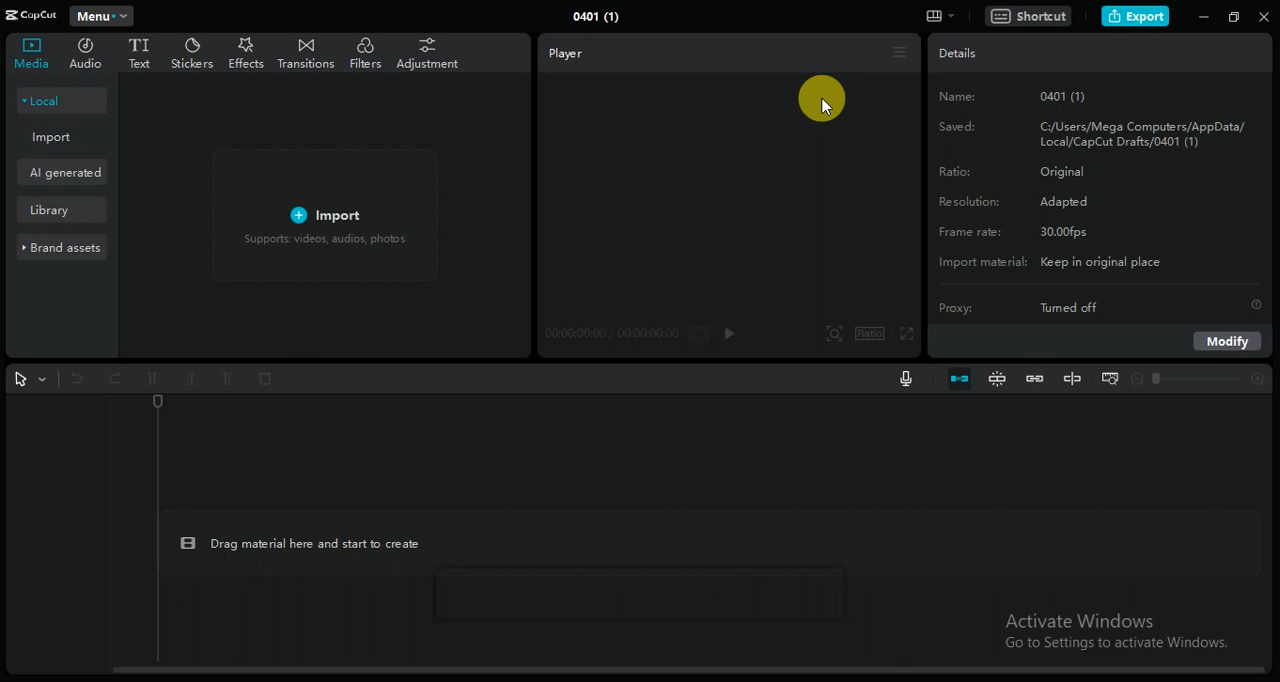 CapCut
Menu
0401 (1)
Shortcut
Export
Media
Audio
TI
Text
Stickers
Effects
Transitions
Filters
Adjustment
Local
Import
AI generated
Library
Brand assets
Import
Supports: videos, audios, photos
Player
00:00:00:00 / 00:00:00:00
Ratio
Details
Name: 0401 (1)
Saved: C:/Users/Mega Computers/AppData/
Local/CapCut Drafts/0401 (1)
Ratio: Original
Resolution: Adapted
Frame rate: 30.00fps
Import material: Keep in original place
Proxy: Turned off
Modify
Drag material here and start to create
Activate Windows
Go to Settings to activate Windows.